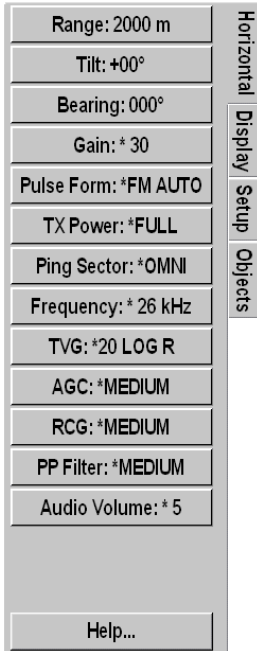 Range: 2000 m
Tilt: +00°
Bearing: 000°
Gain: * 30
Pulse Form: *FM AUTO
TX Power: *FULL
Ping Sector: *OMNI
Frequency: * 26 kHz
TVG: *20 LOG R
AGC: *MEDIUM
RCG: *MEDIUM
PP Filter: *MEDIUM
Audio Volume: * 5
Help...
Horizontal
Display
Setup
Objects